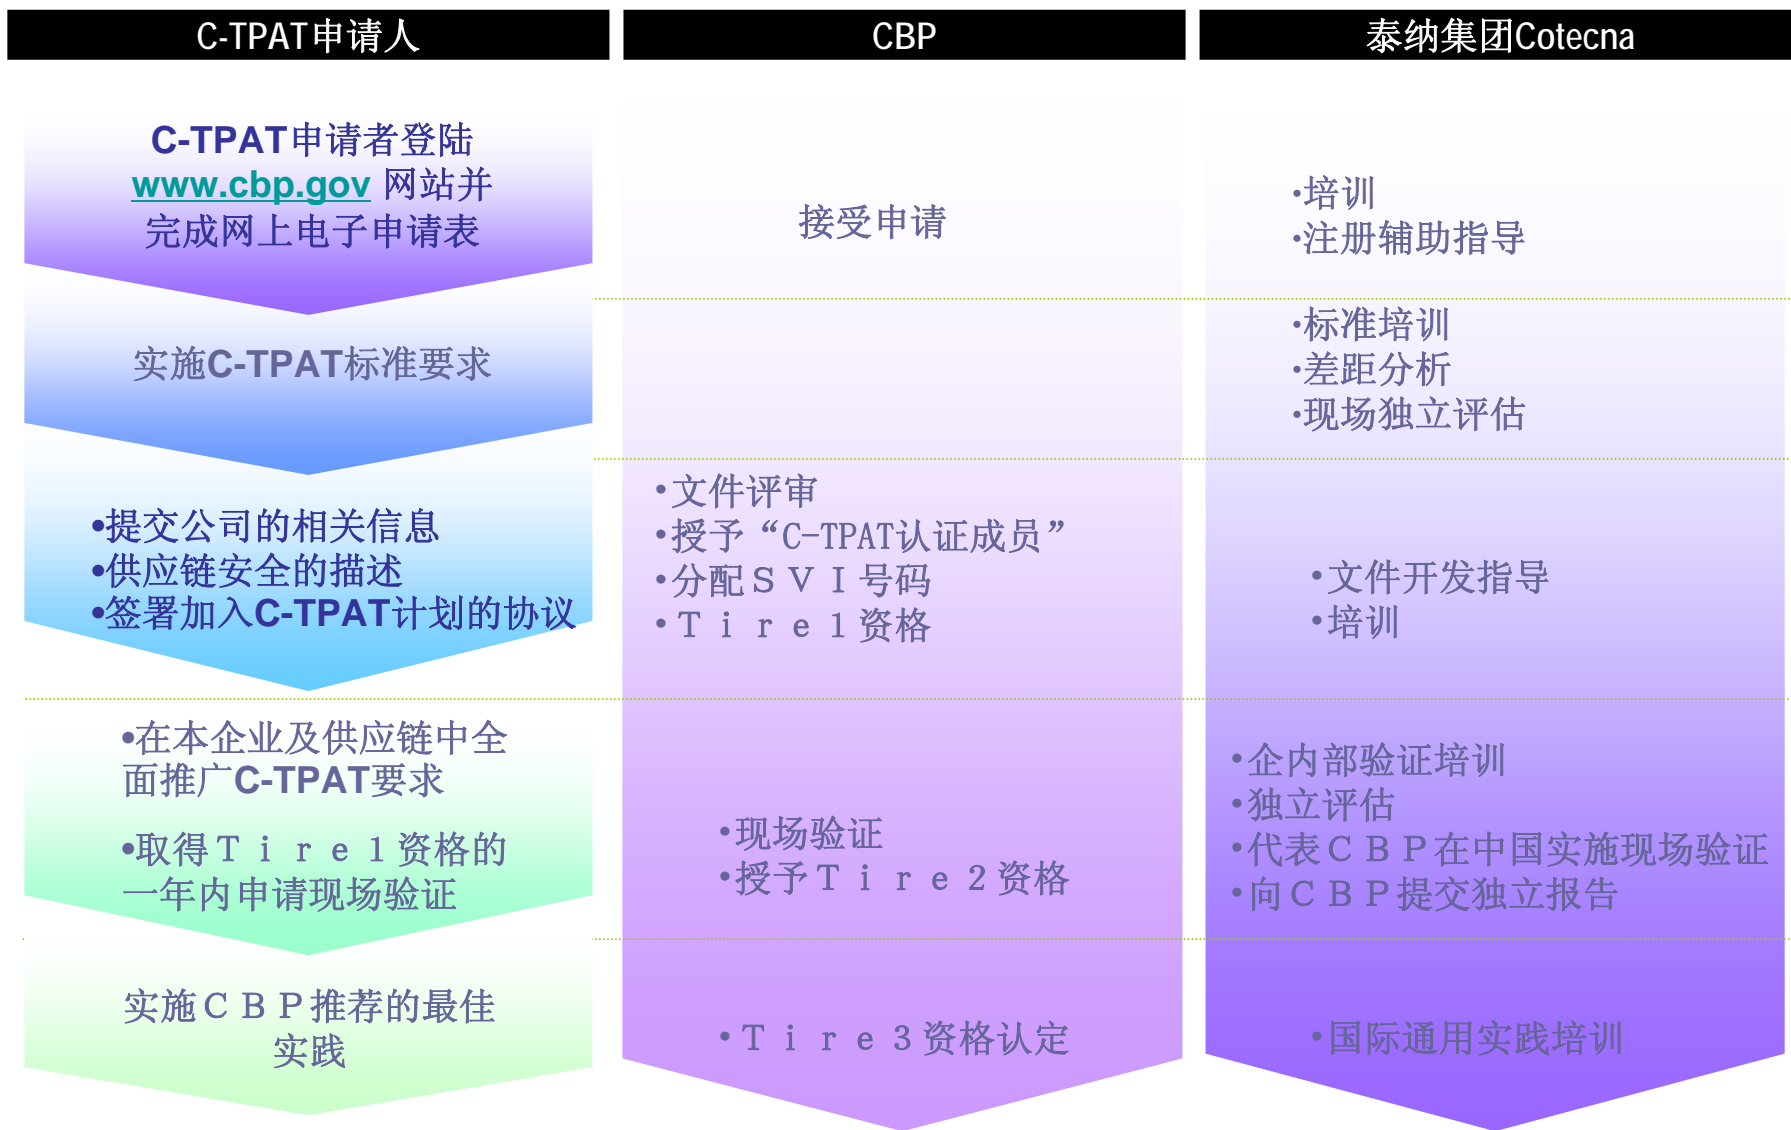 C-TPAT申请人
CBP
泰纳集团Cotecna
C-TPAT申请者登陆
www.cbp.gov 网站并
完成网上电子申请表
接受申请
·培训
·注册辅助指导
实施C-TPAT标准要求
·标准培训
·差距分析
·现场独立评估
•提交公司的相关信息
•供应链安全的描述
•签署加入C-TPAT计划的协议
•文件评审
•授予“C-TPAT认证成员”
•分配ＳＶＩ号码
•Ｔｉｒｅ１资格
•文件开发指导
•培训
•在本企业及供应链中全
面推广C-TPAT要求
•取得Ｔｉｒｅ１资格的
一年内申请现场验证
•现场验证
•授予Ｔｉｒｅ２资格
•企内部验证培训
•独立评估
•代表ＣＢＰ在中国实施现场验证
•向ＣＢＰ提交独立报告
实施ＣＢＰ推荐的最佳
实践
•Ｔｉｒｅ３资格认定
•国际通用实践培训